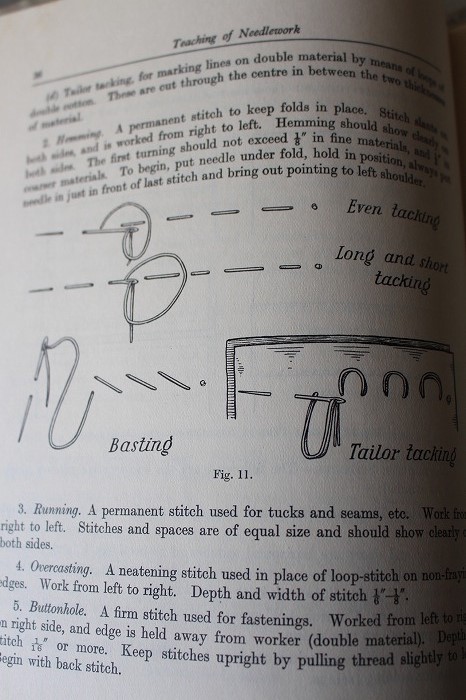 36
Teaching of Needlework
(d) Tailor tacking, for marking lines on double material by means of loops of
double cotton. These are cut through the centre in between the two thicknesses
of material.
2. Hemming. A permanent stitch to keep folds in place. Stitch slants on
both sides, and is worked from right to left. Hemming should show clearly on
both sides. The first turning should not exceed ⅛″ in fine materials, and ¼″ in
coarser materials. To begin, put needle under fold, hold in position, always put
needle in just in front of last stitch and bring out pointing to left shoulder.
Even tacking
Long and short
tacking
Basting
Tailor tacking
Fig. 11.
3. Running. A permanent stitch used for tucks and seams, etc. Work from
right to left. Stitches and spaces are of equal size and should show clearly on
both sides.
4. Overcasting. A neatening stitch used in place of loop-stitch on non-fraying
edges. Work from left to right. Depth and width of stitch ⅙″–⅛″.
5. Buttonhole. A firm stitch used for fastenings. Worked from left to
on right side, and edge is held away from worker (double material). Depth
stitch 1/16″ or more. Keep stitches upright by pulling thread slightly to
Begin with back stitch.